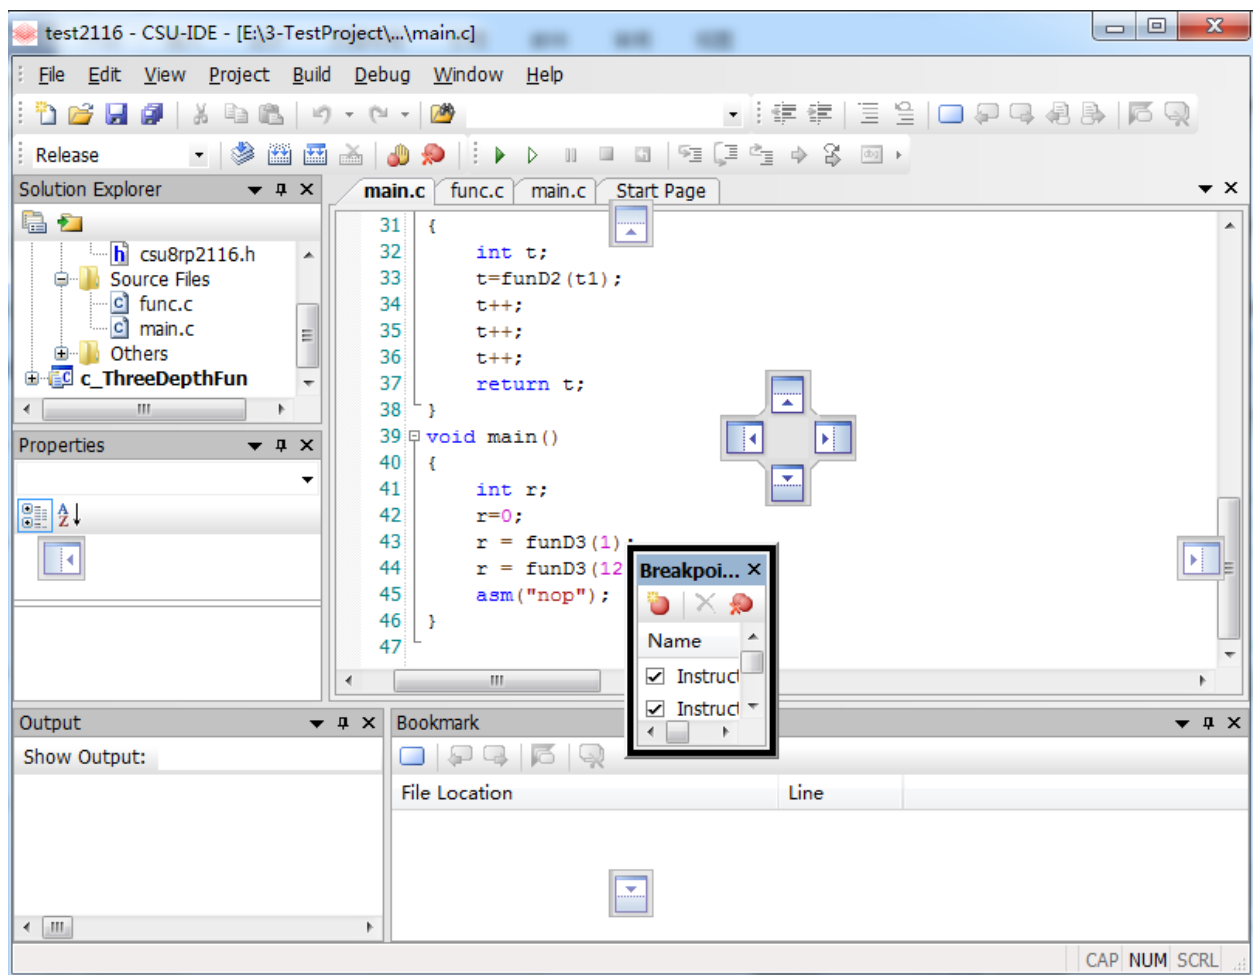 test2116 - CSU-IDE - [E:\3-TestProject\...\main.c]
File Edit View Project Build Debug Window Help
Release
Solution Explorer
main.c func.c main.c Start Page
csu8rp2116.h
Source Files
func.c
main.c
Others
c_ThreeDepthFun
Properties
31 {
32 int t;
33 t=funD2(t1);
34 t++;
35 t++;
36 t++;
37 return t;
38 }
39 void main()
40 {
41 int r;
42 r=0;
43 r = funD3(1);
44 r = funD3(12
45 asm("nop");
46 }
47
Breakpoi...
Name
Instruct
Instruct
Output
Show Output:
Bookmark
File Location Line
CAP NUM SCRL